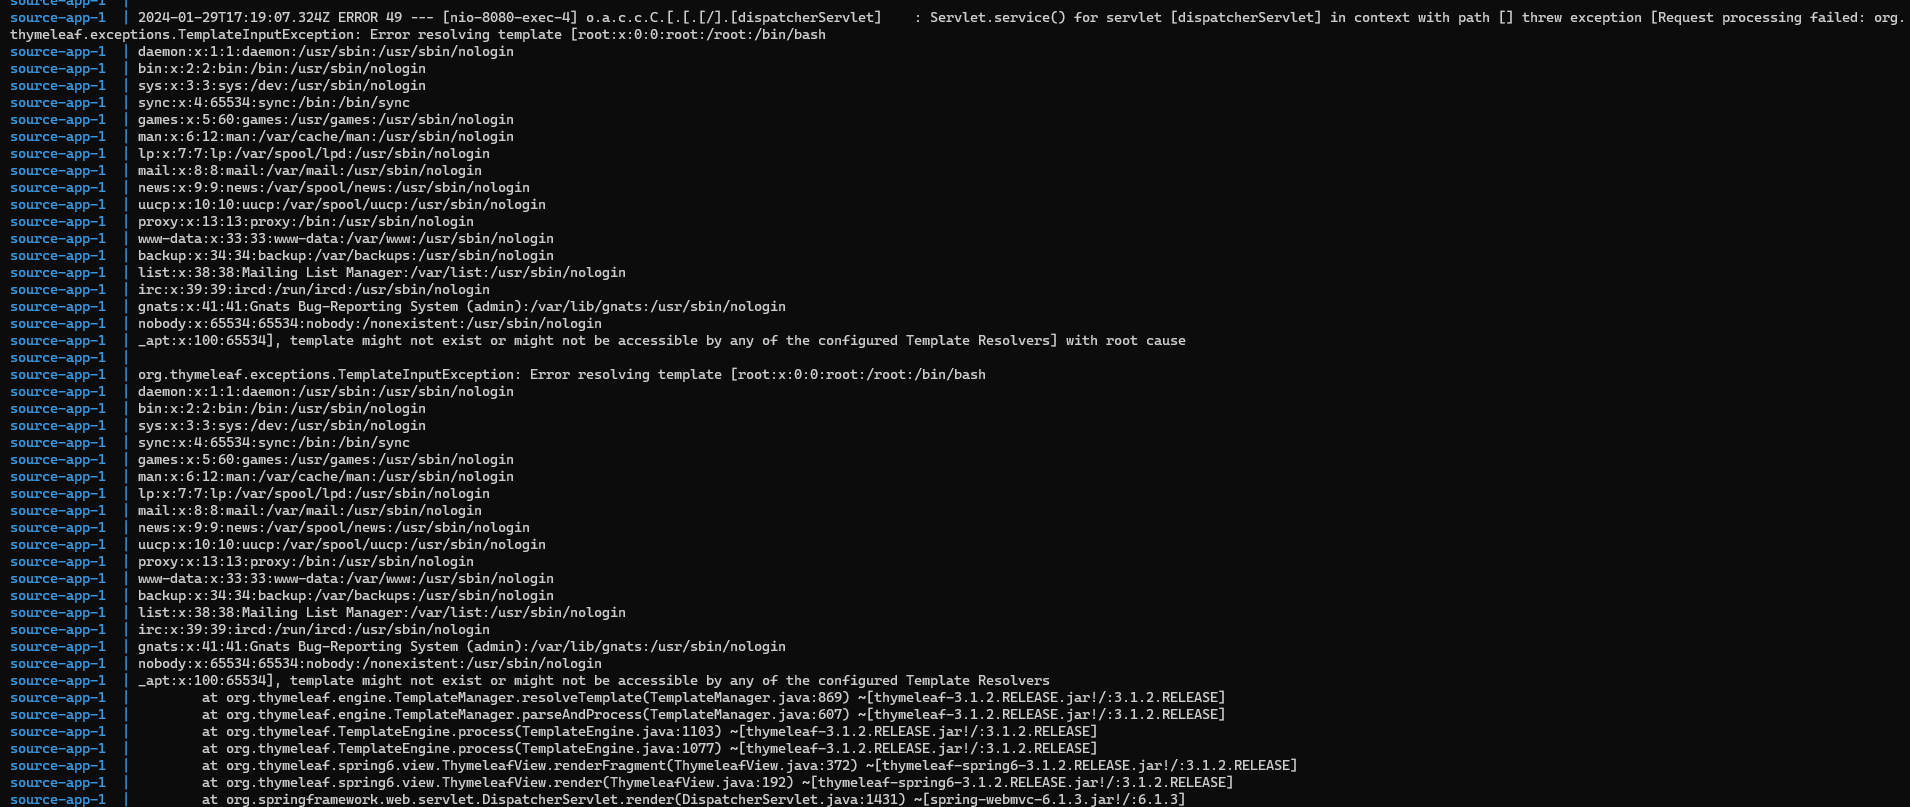 source-app-1  |
source-app-1  | 2024-01-29T17:19:07.324Z ERROR 49 --- [nio-8080-exec-4] o.a.c.c.C.[.[.[/].[dispatcherServlet]    : Servlet.service() for servlet [dispatcherServlet] in context with path [] threw exception [Request processing failed: org.
thymeleaf.exceptions.TemplateInputException: Error resolving template [root:x:0:0:root:/root:/bin/bash
source-app-1  | daemon:x:1:1:daemon:/usr/sbin:/usr/sbin/nologin
source-app-1  | bin:x:2:2:bin:/bin:/usr/sbin/nologin
source-app-1  | sys:x:3:3:sys:/dev:/usr/sbin/nologin
source-app-1  | sync:x:4:65534:sync:/bin:/bin/sync
source-app-1  | games:x:5:60:games:/usr/games:/usr/sbin/nologin
source-app-1  | man:x:6:12:man:/var/cache/man:/usr/sbin/nologin
source-app-1  | lp:x:7:7:lp:/var/spool/lpd:/usr/sbin/nologin
source-app-1  | mail:x:8:8:mail:/var/mail:/usr/sbin/nologin
source-app-1  | news:x:9:9:news:/var/spool/news:/usr/sbin/nologin
source-app-1  | uucp:x:10:10:uucp:/var/spool/uucp:/usr/sbin/nologin
source-app-1  | proxy:x:13:13:proxy:/bin:/usr/sbin/nologin
source-app-1  | www-data:x:33:33:www-data:/var/www:/usr/sbin/nologin
source-app-1  | backup:x:34:34:backup:/var/backups:/usr/sbin/nologin
source-app-1  | list:x:38:38:Mailing List Manager:/var/list:/usr/sbin/nologin
source-app-1  | irc:x:39:39:ircd:/run/ircd:/usr/sbin/nologin
source-app-1  | gnats:x:41:41:Gnats Bug-Reporting System (admin):/var/lib/gnats:/usr/sbin/nologin
source-app-1  | nobody:x:65534:65534:nobody:/nonexistent:/usr/sbin/nologin
source-app-1  | _apt:x:100:65534], template might not exist or might not be accessible by any of the configured Template Resolvers] with root cause
source-app-1  |
source-app-1  | org.thymeleaf.exceptions.TemplateInputException: Error resolving template [root:x:0:0:root:/root:/bin/bash
source-app-1  | daemon:x:1:1:daemon:/usr/sbin:/usr/sbin/nologin
source-app-1  | bin:x:2:2:bin:/bin:/usr/sbin/nologin
source-app-1  | sys:x:3:3:sys:/dev:/usr/sbin/nologin
source-app-1  | sync:x:4:65534:sync:/bin:/bin/sync
source-app-1  | games:x:5:60:games:/usr/games:/usr/sbin/nologin
source-app-1  | man:x:6:12:man:/var/cache/man:/usr/sbin/nologin
source-app-1  | lp:x:7:7:lp:/var/spool/lpd:/usr/sbin/nologin
source-app-1  | mail:x:8:8:mail:/var/mail:/usr/sbin/nologin
source-app-1  | news:x:9:9:news:/var/spool/news:/usr/sbin/nologin
source-app-1  | uucp:x:10:10:uucp:/var/spool/uucp:/usr/sbin/nologin
source-app-1  | proxy:x:13:13:proxy:/bin:/usr/sbin/nologin
source-app-1  | www-data:x:33:33:www-data:/var/www:/usr/sbin/nologin
source-app-1  | backup:x:34:34:backup:/var/backups:/usr/sbin/nologin
source-app-1  | list:x:38:38:Mailing List Manager:/var/list:/usr/sbin/nologin
source-app-1  | irc:x:39:39:ircd:/run/ircd:/usr/sbin/nologin
source-app-1  | gnats:x:41:41:Gnats Bug-Reporting System (admin):/var/lib/gnats:/usr/sbin/nologin
source-app-1  | nobody:x:65534:65534:nobody:/nonexistent:/usr/sbin/nologin
source-app-1  | _apt:x:100:65534], template might not exist or might not be accessible by any of the configured Template Resolvers
source-app-1  |         at org.thymeleaf.engine.TemplateManager.resolveTemplate(TemplateManager.java:869) ~[thymeleaf-3.1.2.RELEASE.jar!/:3.1.2.RELEASE]
source-app-1  |         at org.thymeleaf.engine.TemplateManager.parseAndProcess(TemplateManager.java:607) ~[thymeleaf-3.1.2.RELEASE.jar!/:3.1.2.RELEASE]
source-app-1  |         at org.thymeleaf.TemplateEngine.process(TemplateEngine.java:1103) ~[thymeleaf-3.1.2.RELEASE.jar!/:3.1.2.RELEASE]
source-app-1  |         at org.thymeleaf.TemplateEngine.process(TemplateEngine.java:1077) ~[thymeleaf-3.1.2.RELEASE.jar!/:3.1.2.RELEASE]
source-app-1  |         at org.thymeleaf.spring6.view.ThymeleafView.renderFragment(ThymeleafView.java:372) ~[thymeleaf-spring6-3.1.2.RELEASE.jar!/:3.1.2.RELEASE]
source-app-1  |         at org.thymeleaf.spring6.view.ThymeleafView.render(ThymeleafView.java:192) ~[thymeleaf-spring6-3.1.2.RELEASE.jar!/:3.1.2.RELEASE]
source-app-1  |         at org.springframework.web.servlet.DispatcherServlet.render(DispatcherServlet.java:1431) ~[spring-webmvc-6.1.3.jar!/:6.1.3]